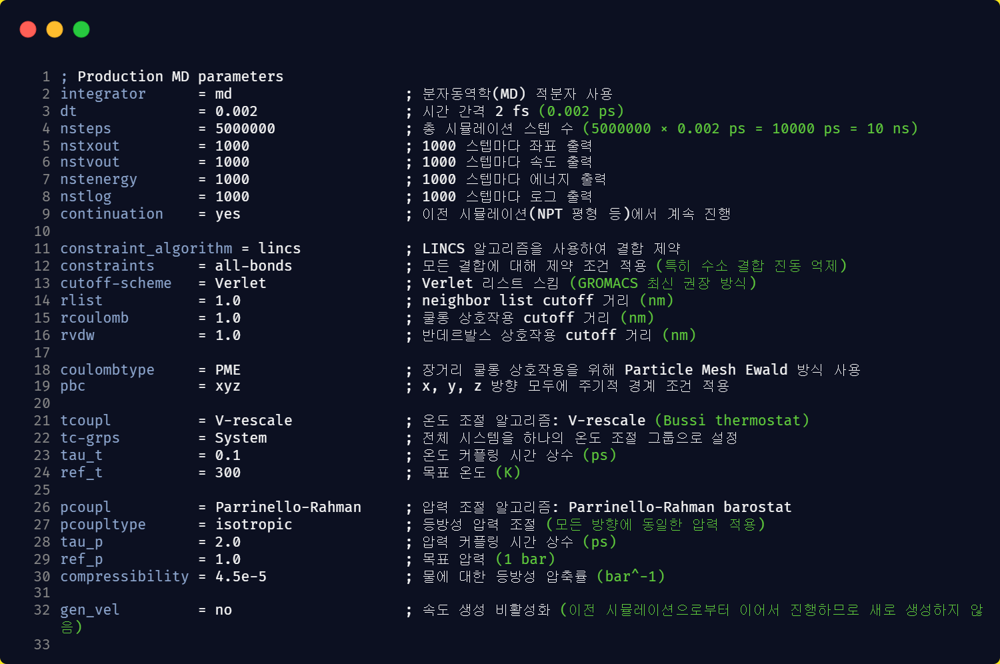 1 ; Production MD parameters
2 integrator = md ; 분자동역학(MD) 적분자 사용
3 dt = 0.002 ; 시간 간격 2 fs (0.002 ps)
4 nsteps = 5000000 ; 총 시뮬레이션 스텝 수 (5000000 × 0.002 ps = 10000 ps = 10 ns)
5 nstxout = 1000 ; 1000 스텝마다 좌표 출력
6 nstvout = 1000 ; 1000 스텝마다 속도 출력
7 nstenergy = 1000 ; 1000 스텝마다 에너지 출력
8 nstlog = 1000 ; 1000 스텝마다 로그 출력
9 continuation = yes ; 이전 시뮬레이션(NPT 평형 등)에서 계속 진행
10
11 constraint_algorithm = lincs ; LINCS 알고리즘을 사용하여 결합 제약
12 constraints = all-bonds ; 모든 결합에 대해 제약 조건 적용 (특히 수소 결합 진동 억제)
13 cutoff-scheme = Verlet ; Verlet 리스트 스킴 (GROMACS 최신 권장 방식)
14 rlist = 1.0 ; neighbor list cutoff 거리 (nm)
15 rcoulomb = 1.0 ; 쿨롱 상호작용 cutoff 거리 (nm)
16 rvdw = 1.0 ; 반데르발스 상호작용 cutoff 거리 (nm)
17
18 coulombtype = PME ; 장거리 쿨롱 상호작용을 위해 Particle Mesh Ewald 방식 사용
19 pbc = xyz ; x, y, z 방향 모두에 주기적 경계 조건 적용
20
21 tcoupl = V-rescale ; 온도 조절 알고리즘: V-rescale (Bussi thermostat)
22 tc-grps = System ; 전체 시스템을 하나의 온도 조절 그룹으로 설정
23 tau_t = 0.1 ; 온도 커플링 시간 상수 (ps)
24 ref_t = 300 ; 목표 온도 (K)
25
26 pcoupl = Parrinello-Rahman ; 압력 조절 알고리즘: Parrinello-Rahman barostat
27 pcoupltype = isotropic ; 등방성 압력 조절 (모든 방향에 동일한 압력 적용)
28 tau_p = 2.0 ; 압력 커플링 시간 상수 (ps)
29 ref_p = 1.0 ; 목표 압력 (1 bar)
30 compressibility = 4.5e-5 ; 물에 대한 등방성 압축률 (bar^-1)
31
32 gen_vel = no ; 속도 생성 비활성화 (이전 시뮬레이션으로부터 이어서 진행하므로 새로 생성하지 않
음)
33